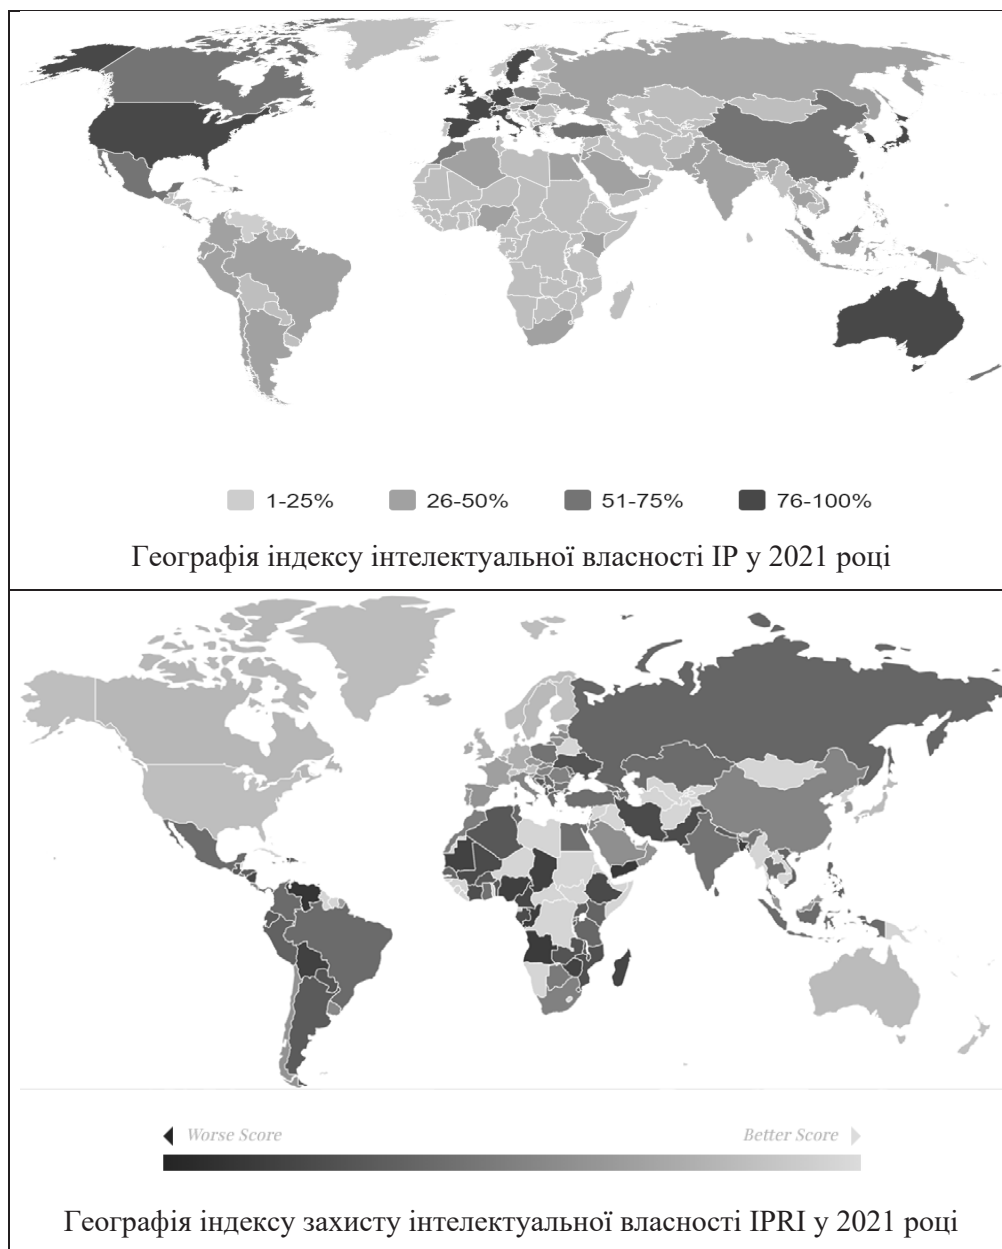 1-25% 26-50% 51-75% 76-100%
Географія індексу інтелектуальної власності IP у 2021 році
Worse Score Better Score
Географія індексу захисту інтелектуальної власності IPRI у 2021 році